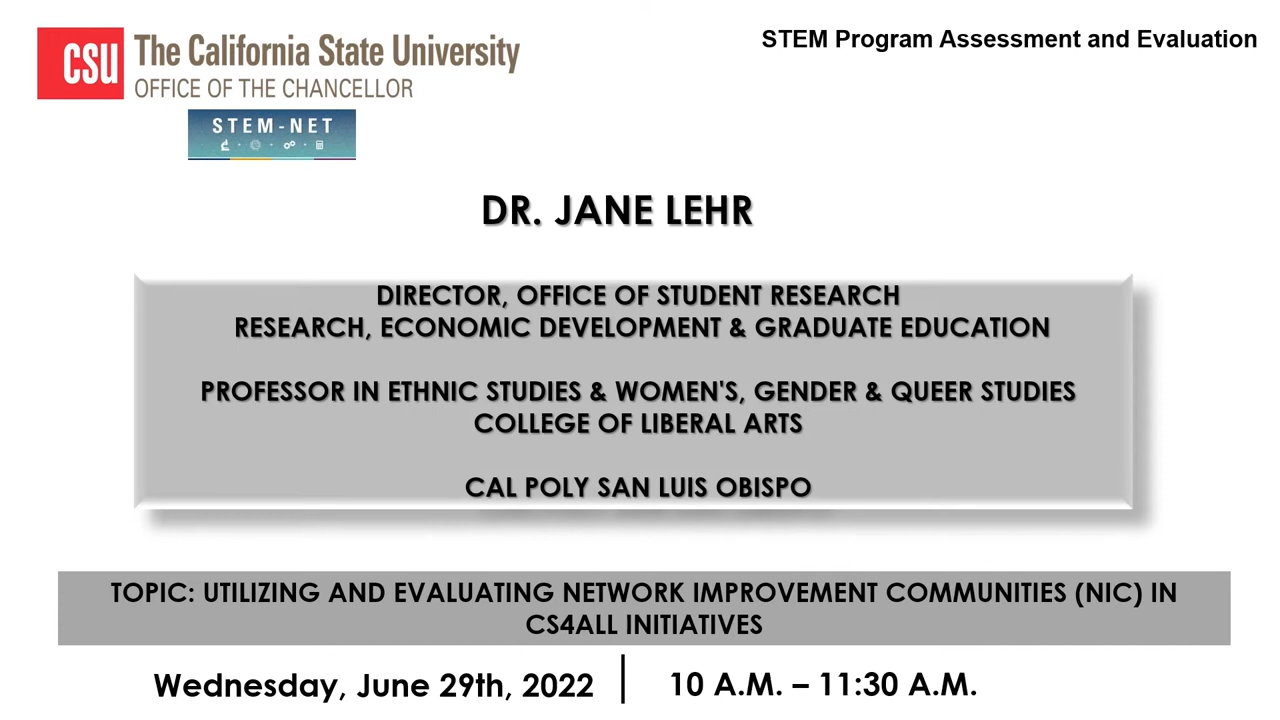 CSU The California State University
OFFICE OF THE CHANCELLOR
STEM Program Assessment and Evaluation
STEM-NET
DR. JANE LEHR
DIRECTOR, OFFICE OF STUDENT RESEARCH
RESEARCH, ECONOMIC DEVELOPMENT & GRADUATE EDUCATION
PROFESSOR IN ETHNIC STUDIES & WOMEN'S, GENDER & QUEER STUDIES
COLLEGE OF LIBERAL ARTS
CAL POLY SAN LUIS OBISPO
TOPIC: UTILIZING AND EVALUATING NETWORK IMPROVEMENT COMMUNITIES (NIC) IN
CS4ALL INITIATIVES
Wednesday, June 29th, 2022 | 10 A.M. – 11:30 A.M.